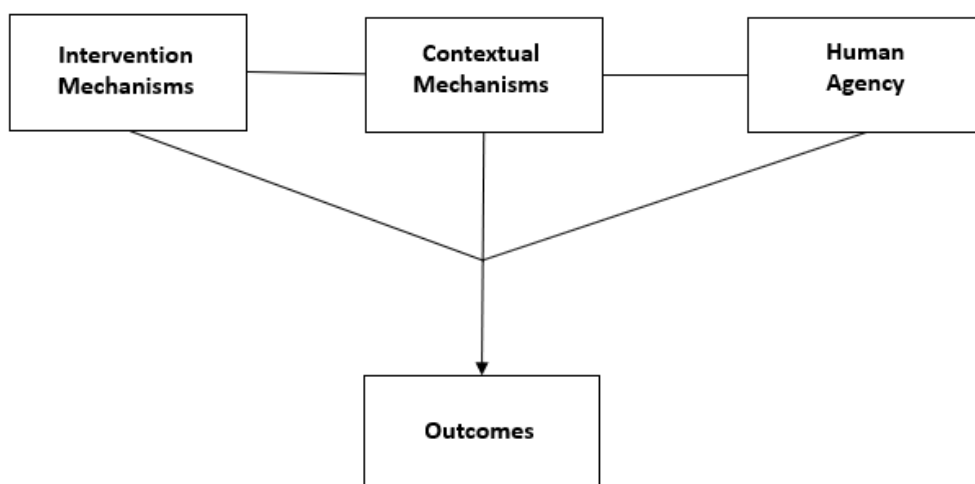 Intervention
Mechanisms
Contextual
Mechanisms
Human
Agency
Outcomes